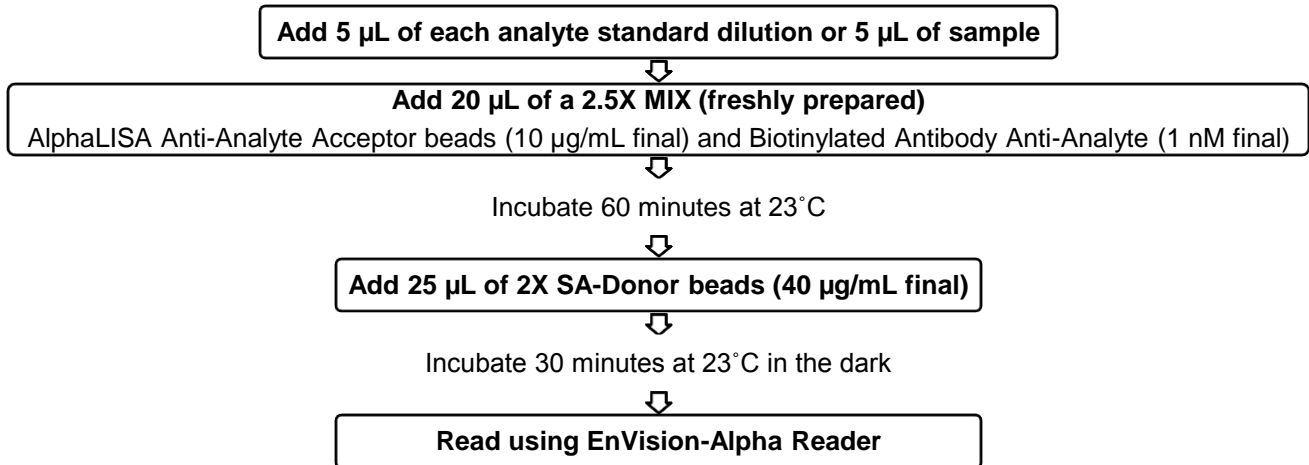 Add 5 µL of each analyte standard dilution or 5 µL of sample
Add 20 µL of a 2.5X MIX (freshly prepared)
AlphaLISA Anti-Analyte Acceptor beads (10 µg/mL final) and Biotinylated Antibody Anti-Analyte (1 nM final)
Incubate 60 minutes at 23˚C
Add 25 µL of 2X SA-Donor beads (40 µg/mL final)
Incubate 30 minutes at 23˚C in the dark
Read using EnVision-Alpha Reader